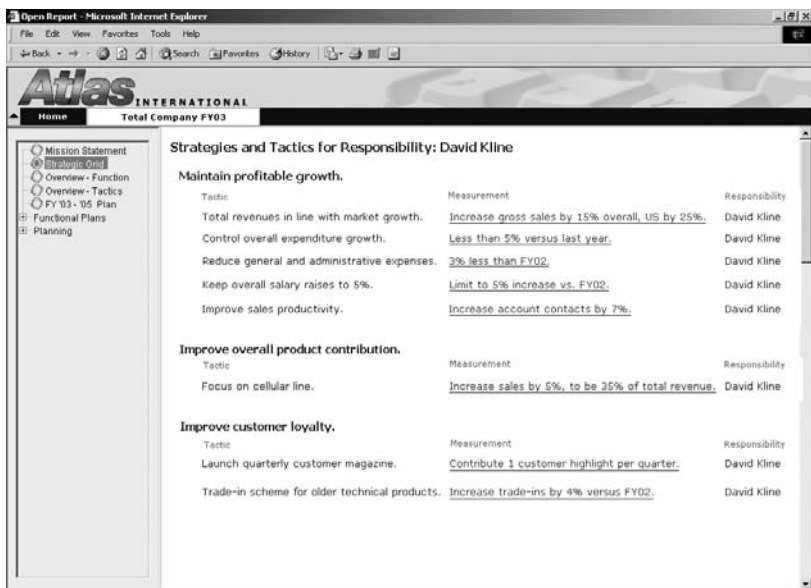 Open Report - Microsoft Internet Explorer
File Edit View Favorites Tools Help
Back Search Favorites History
Atlas
INTERNATIONAL
Home Total Company FY03
Mission Statement
Strategic Grid
Overview - Function
Overview - Tactics
FY '03 - '05 Plan
Functional Plans
Planning
Strategies and Tactics for Responsibility: David Kline
Maintain profitable growth.
Tactic Measurement Responsibility
Total revenues in line with market growth. Increase gross sales by 15% overall, US by 25%. David Kline
Control overall expenditure growth. Less than 5% versus last year. David Kline
Reduce general and administrative expenses. 3% less than FY02. David Kline
Keep overall salary raises to 5%. Limit to 5% increase vs. FY02. David Kline
Improve sales productivity. Increase account contacts by 7%. David Kline
Improve overall product contribution.
Tactic Measurement Responsibility
Focus on cellular line. Increase sales by 5%, to be 35% of total revenue. David Kline
Improve customer loyalty.
Tactic Measurement Responsibility
Launch quarterly customer magazine. Contribute 1 customer highlight per quarter. David Kline
Trade-in scheme for older technical products. Increase trade-ins by 4% versus FY02. David Kline